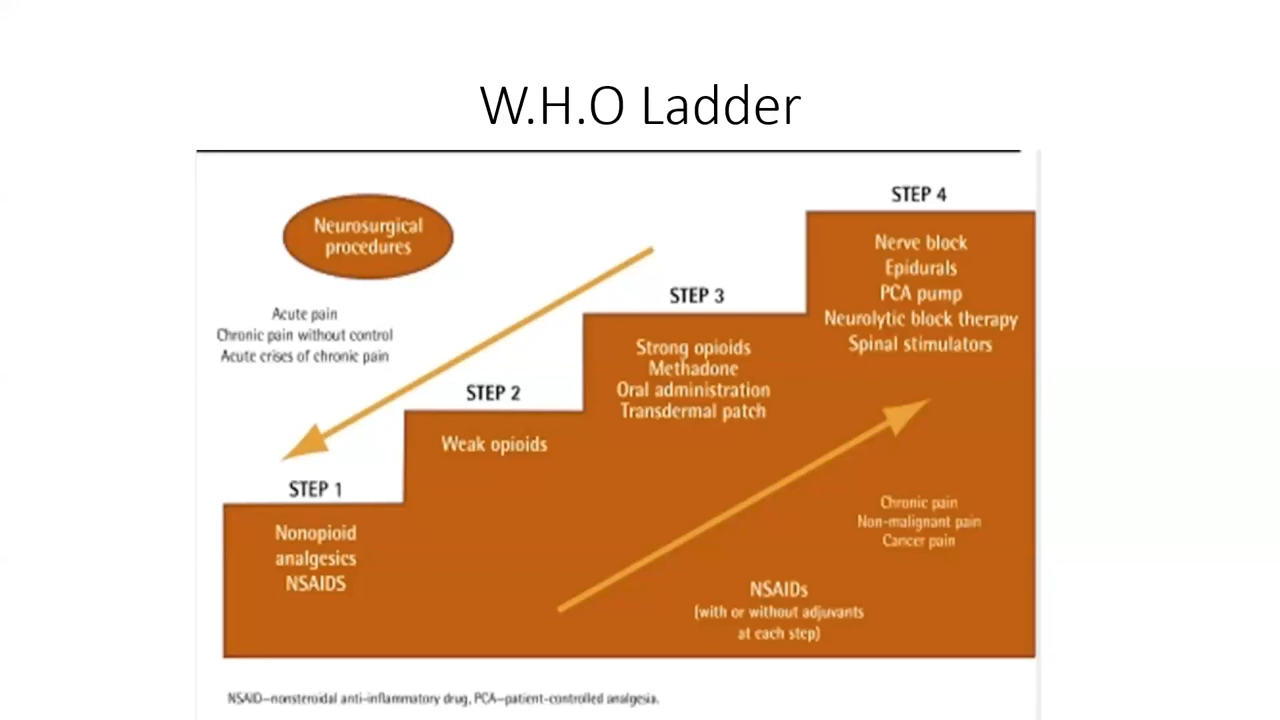 W.H.O Ladder
STEP 4
Neurosurgical
procedures
Nerve block
Epidurals
PCA pump
Neurolytic block therapy
Spinal stimulators
STEP 3
Acute pain
Chronic pain without control
Acute crises of chronic pain
Strong opioids
Methadone
Oral administration
Transdermal patch
STEP 2
Weak opioids
STEP 1
Nonopioid
analgesics
NSAIDS
Chronic pain
Non-malignant pain
Cancer pain
NSAIDs
(with or without adjuvants
at each step)
NSAID—nonsteroidal anti-inflammatory drug, PCA—patient-controlled analgesia.